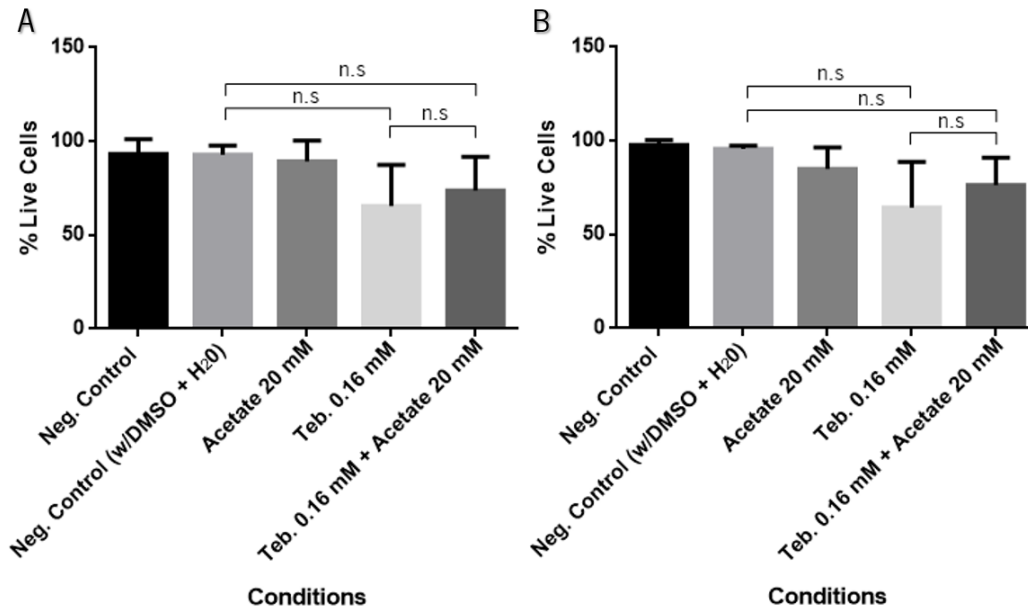 A
150
100
50
0
% Live Cells
n.s
n.s
n.s
Neg. Control
Neg. Control (w/DMSO + H₂0)
Acetate 20 mM
Teb. 0.16 mM
Teb. 0.16 mM + Acetate 20 mM
Conditions
B
150
100
50
0
% Live Cells
n.s
n.s
n.s
Neg. Control
Neg. Control (w/DMSO + H₂0)
Acetate 20 mM
Teb. 0.16 mM
Teb. 0.16 mM + Acetate 20 mM
Conditions